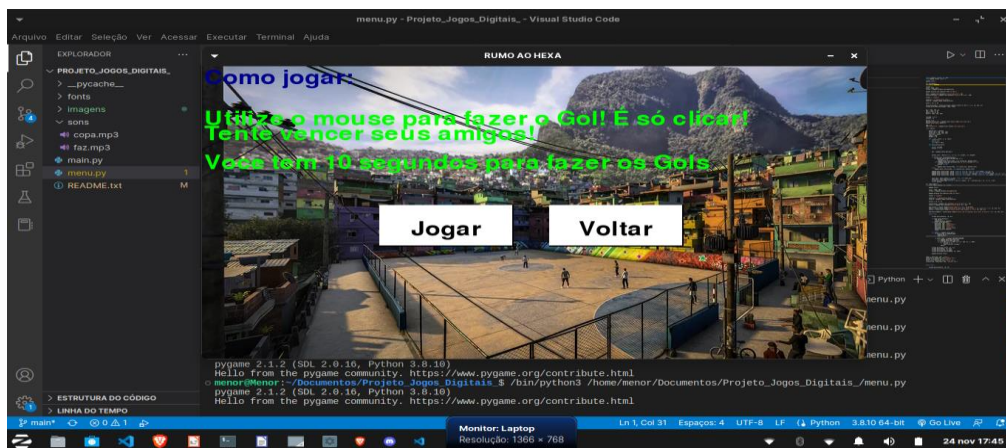 menu.py - Projeto_Jogos_Digitais_ - Visual Studio Code
Arquivo Editar Seleção Ver Acessar Executar Terminal Ajuda
EXPLORADOR
PROJETO_JOGOS_DIGITAIS_
__pycache__
fonts
imagens
sons
copa.mp3
faz.mp3
main.py
menu.py 1
README.txt M
RUMO AO HEXA
Como jogar:
Utilize o mouse para fazer o Gol! É só clicar!
Tente vencer seus amigos!
Voce tem 10 segundos para fazer os Gols
Jogar Voltar
Python
menu.py
menu.py
menu.py
pygame 2.1.2 (SDL 2.0.16, Python 3.8.10)
Hello from the pygame community. https://www.pygame.org/contribute.html
menor@Menor:~/Documentos/Projeto_Jogos_Digitais_$ /bin/python3 /home/menor/Documentos/Projeto_Jogos_Digitais_/menu.py
pygame 2.1.2 (SDL 2.0.16, Python 3.8.10)
Hello from the pygame community. https://www.pygame.org/contribute.html
ESTRUTURA DO CÓDIGO
LINHA DO TEMPO
main* 0 1 Ln 1, Col 31 Espaços: 4 UTF-8 LF Python 3.8.10 64-bit Go Live
Monitor: Laptop
Resolução: 1366 × 768
24 nov 17:45